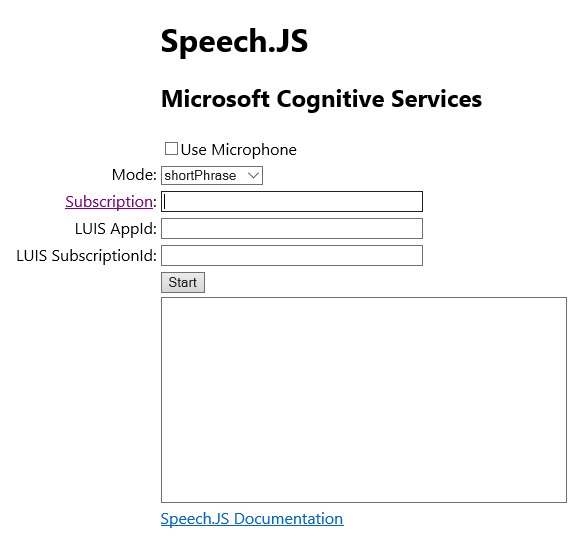 Speech.JS
Microsoft Cognitive Services
Use Microphone
Mode: shortPhrase
Subscription:
LUIS AppId:
LUIS SubscriptionId:
Start
Speech.JS Documentation